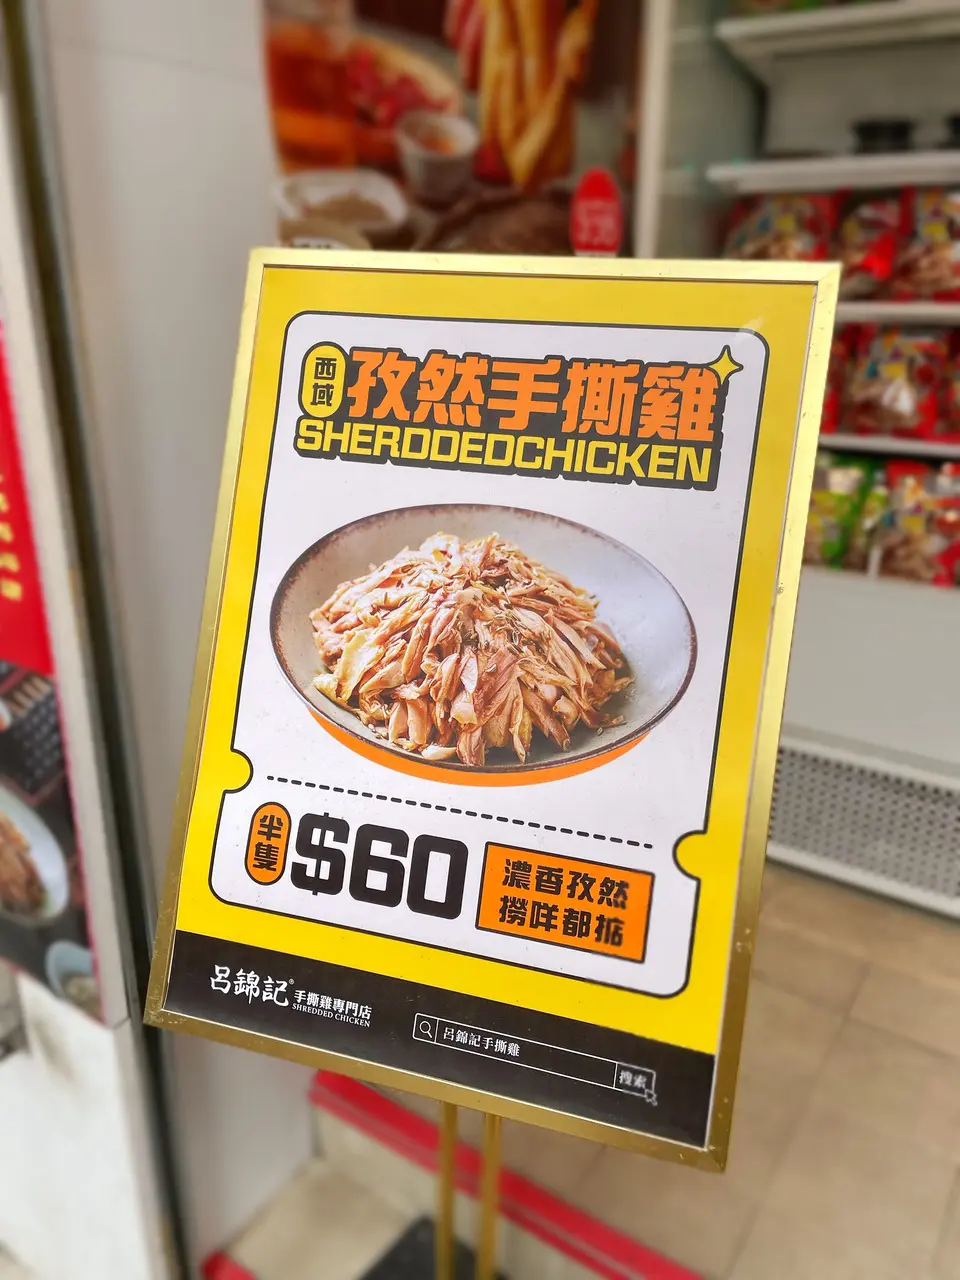 西域
孜然手撕雞
SHERDDEDCHICKEN
半隻
$60
濃香孜然
撈咩都掂
呂錦記®
手撕雞專門店
SHREDDED CHICKEN
呂錦記手撕雞
搜索